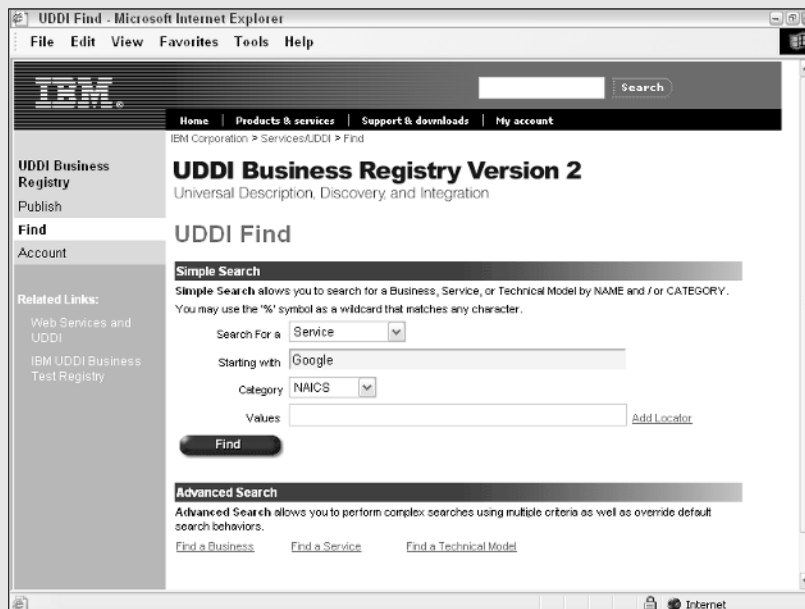 UDDI Find - Microsoft Internet Explorer
File Edit View Favorites Tools Help
IBM®
Search
Home | Products & services | Support & downloads | My account
IBM Corporation > Services/UDDI > Find
UDDI Business
Registry
Publish
Find
Account
Related Links:
Web Services and
UDDI
IBM UDDI Business
Test Registry
UDDI Business Registry Version 2
Universal Description, Discovery, and Integration
UDDI Find
Simple Search
Simple Search allows you to search for a Business, Service, or Technical Model by NAME and / or CATEGORY.
You may use the '%' symbol as a wildcard that matches any character.
Search For a Service
Starting with Google
Category NAICS
Values Add Locator
Find
Advanced Search
Advanced Search allows you to perform complex searches using multiple criteria as well as override default
search behaviors.
Find a Business Find a Service Find a Technical Model
Internet